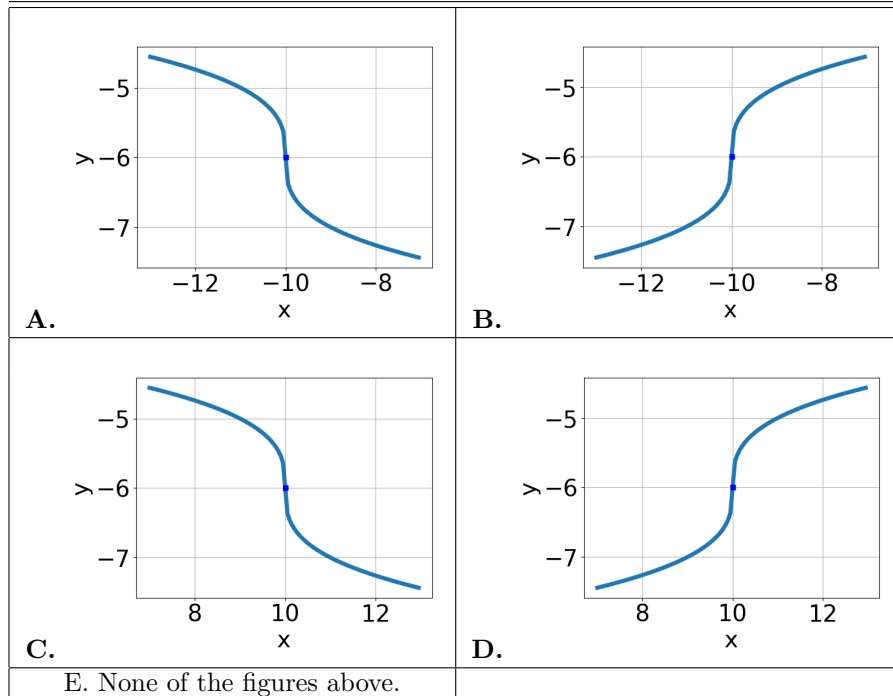 −5
y −6
−7
−12 −10 −8
x
A.
−5
y −6
−7
−12 −10 −8
x
B.
−5
y −6
−7
8 10 12
x
C.
−5
y −6
−7
8 10 12
x
D.
E. None of the figures above.